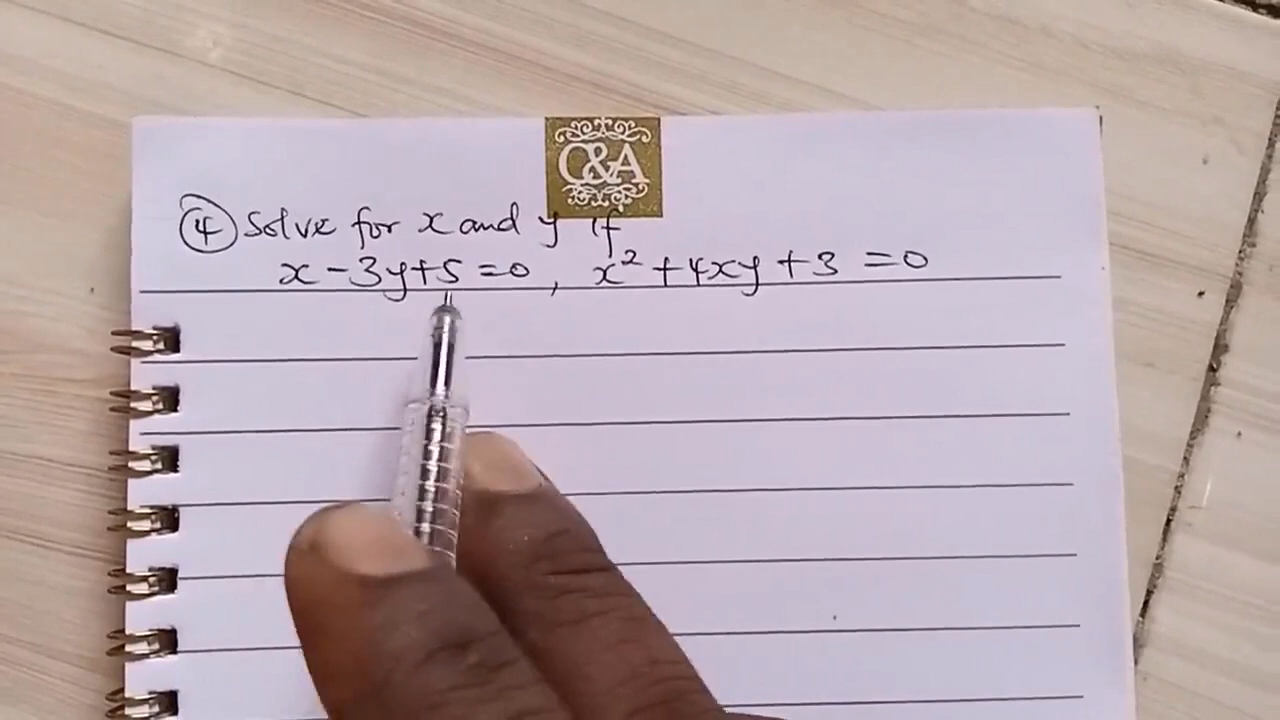 C&A
④ Solve for x and y if
x - 3y + 5 = 0 , x² + 4xy + 3 = 0